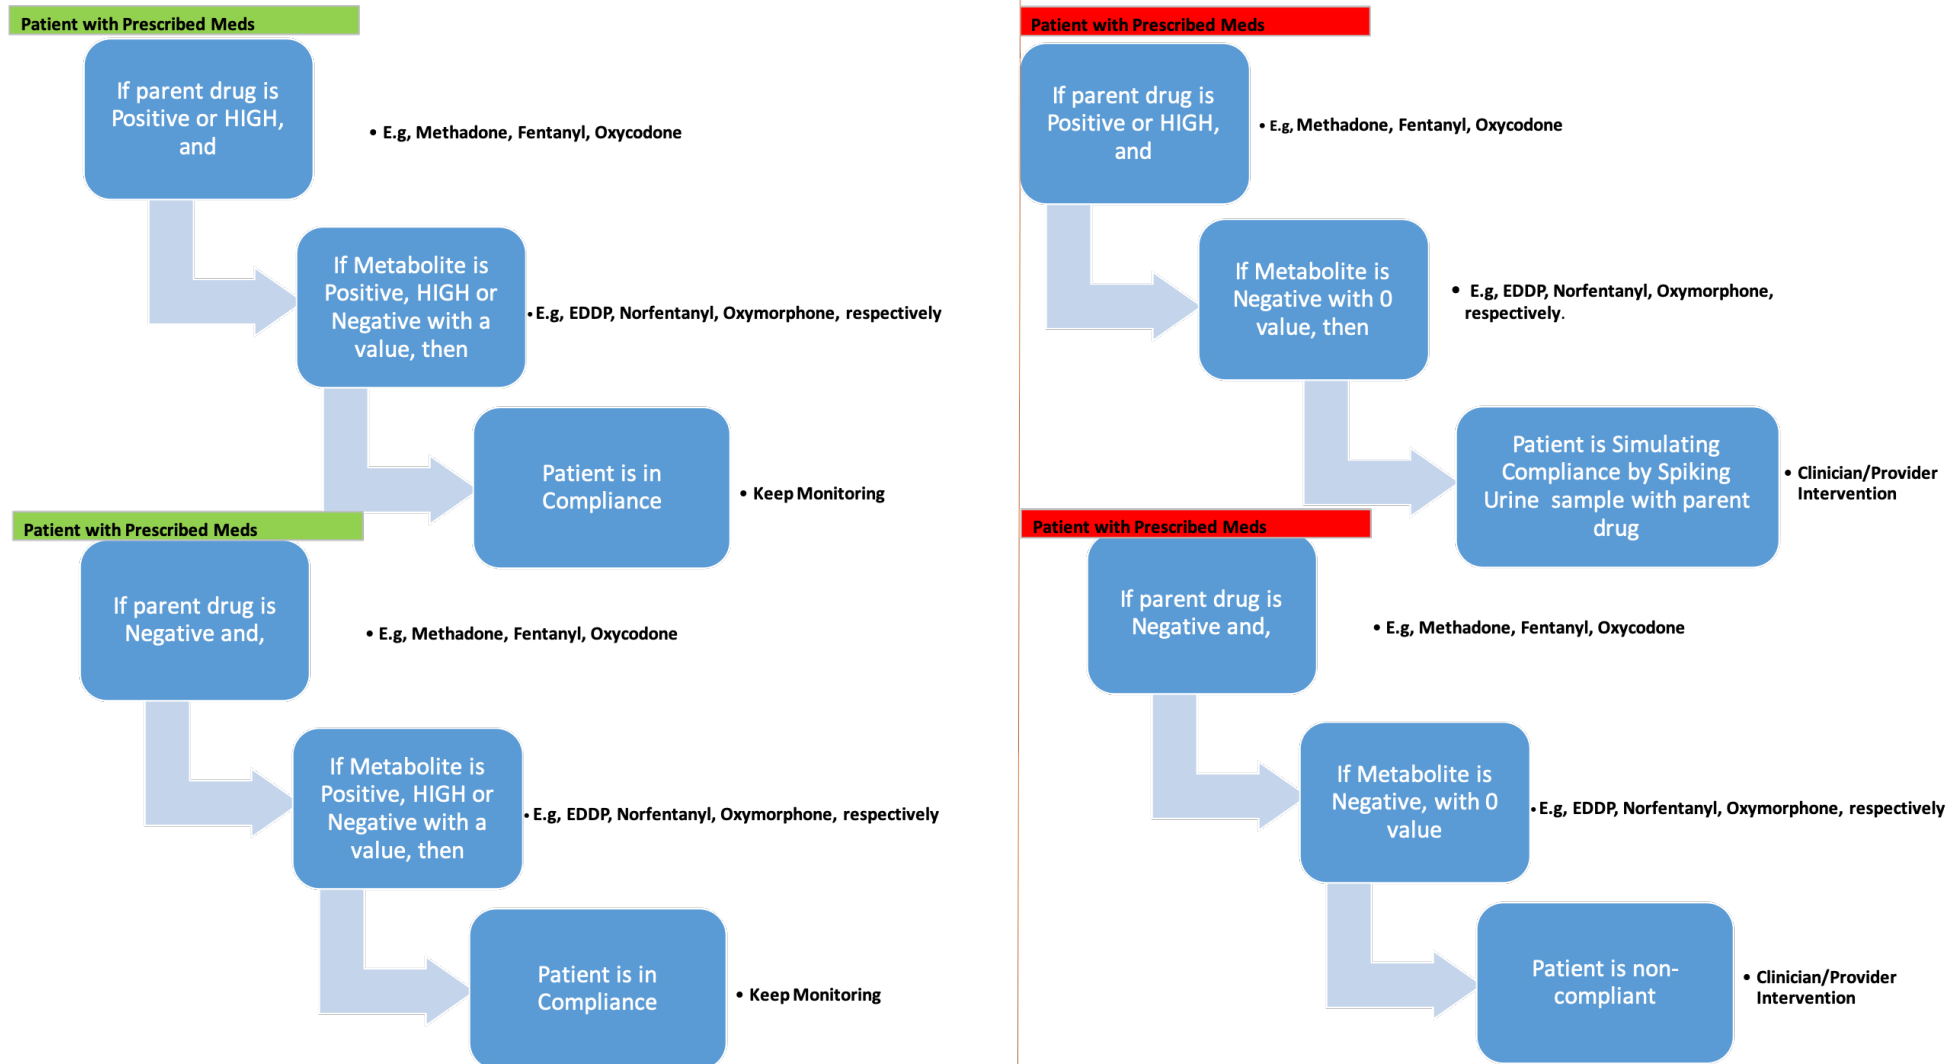 Patient with Prescribed Meds
If parent drug is
Positive or HIGH,
and
• E.g, Methadone, Fentanyl, Oxycodone
If Metabolite is
Positive, HIGH or
Negative with a
value, then
• E.g, EDDP, Norfentanyl, Oxymorphone, respectively
Patient is in
Compliance
• Keep Monitoring
Patient with Prescribed Meds
If parent drug is
Negative and,
• E.g, Methadone, Fentanyl, Oxycodone
If Metabolite is
Positive, HIGH or
Negative with a
value, then
• E.g, EDDP, Norfentanyl, Oxymorphone, respectively
Patient is in
Compliance
• Keep Monitoring
Patient with Prescribed Meds
If parent drug is
Positive or HIGH,
and
• E.g, Methadone, Fentanyl, Oxycodone
If Metabolite is
Negative with 0
value, then
• E.g, EDDP, Norfentanyl, Oxymorphone,
respectively.
Patient is Simulating
Compliance by Spiking
Urine sample with parent
drug
• Clinician/Provider
Intervention
Patient with Prescribed Meds
If parent drug is
Negative and,
• E.g, Methadone, Fentanyl, Oxycodone
If Metabolite is
Negative, with 0
value
• E.g, EDDP, Norfentanyl, Oxymorphone, respectively
Patient is non-
compliant
• Clinician/Provider
Intervention